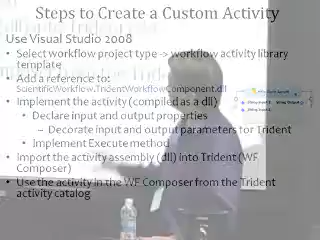 Steps to Create a Custom Activity
Use Visual Studio 2008
• Select workflow project type -> workflow activity library
template
• Add a reference to:
ScientificWorkflow.TridentWorkflowComponent.dll
• Implement the activity (compiled as a dll)
• Declare input and output properties
– Decorate input and output parameters for Trident
• Implement Execute method
• Import the activity assembly (dll) into Trident (WF
Composer)
• Use the activity in the WF Composer from the Trident
activity catalog